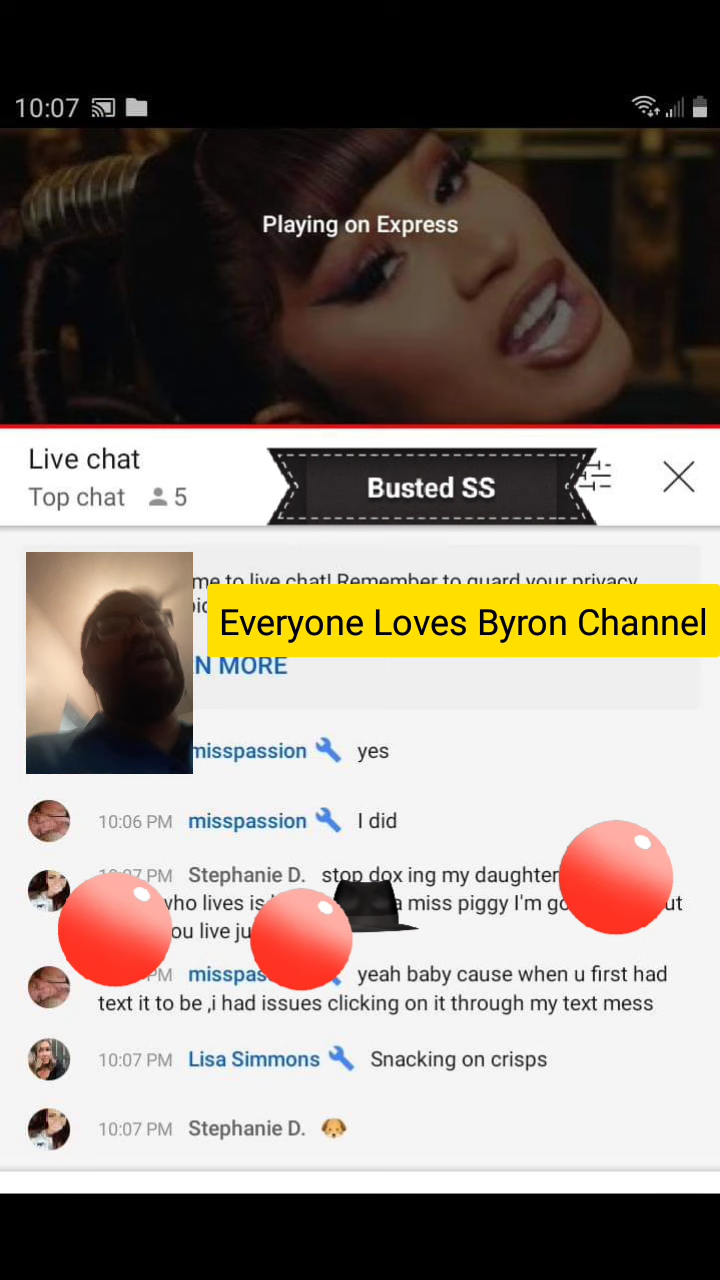 10:07
Playing on Express
Live chat
Top chat 5
Busted SS
me to live chat! Remember to guard your privacy
Everyone Loves Byron Channel
N MORE
misspassion yes
10:06 PM misspassion I did
10:07 PM Stephanie D. stop dox ing my daughter
who lives is a miss piggy I'm go ut
ou live ju
PM misspas yeah baby cause when u first had
text it to be ,i had issues clicking on it through my text mess
10:07 PM Lisa Simmons Snacking on crisps
10:07 PM Stephanie D. 🐶